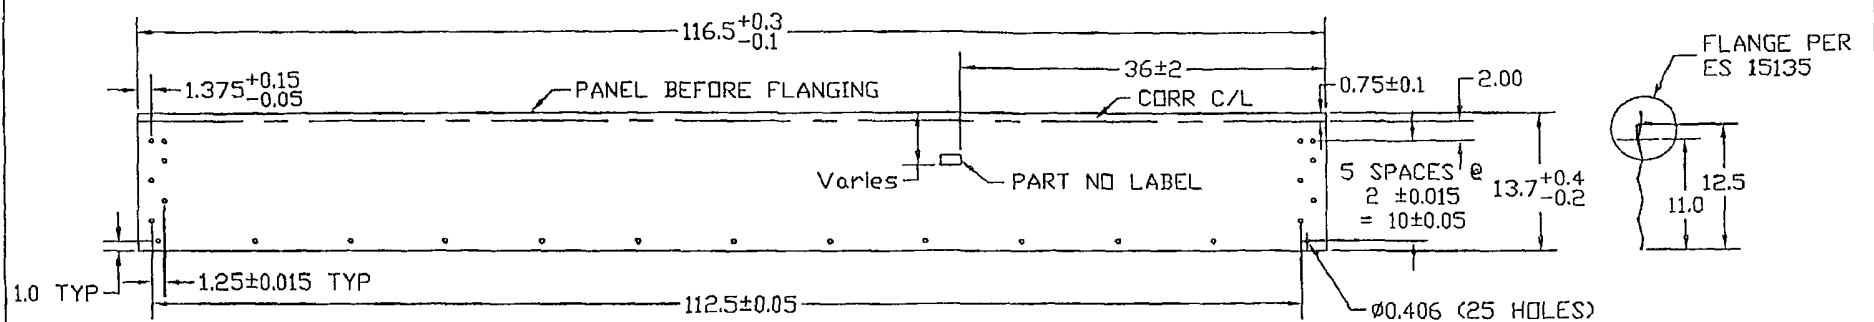 116.5+0.3
-0.1
FLANGE PER
ES 15135
36±2
1.375+0.15
-0.05
PANEL BEFORE FLANGING
CORR C/L
0.75±0.1
2.00
Varies
PART NO LABEL
5 SPACES @
2 ±0.015
= 10±0.05
13.7+0.4
-0.2
12.5
11.0
1.0 TYP
1.25±0.015 TYP
112.5±0.05
ø0.406 (25 HOLES)